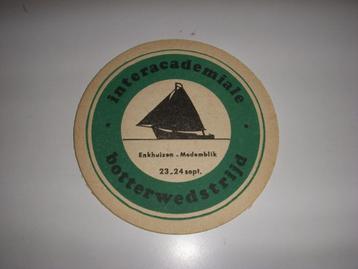 interacademiale
Enkhuizen - Medemblik
23-24 sept.
botterwedstrijd